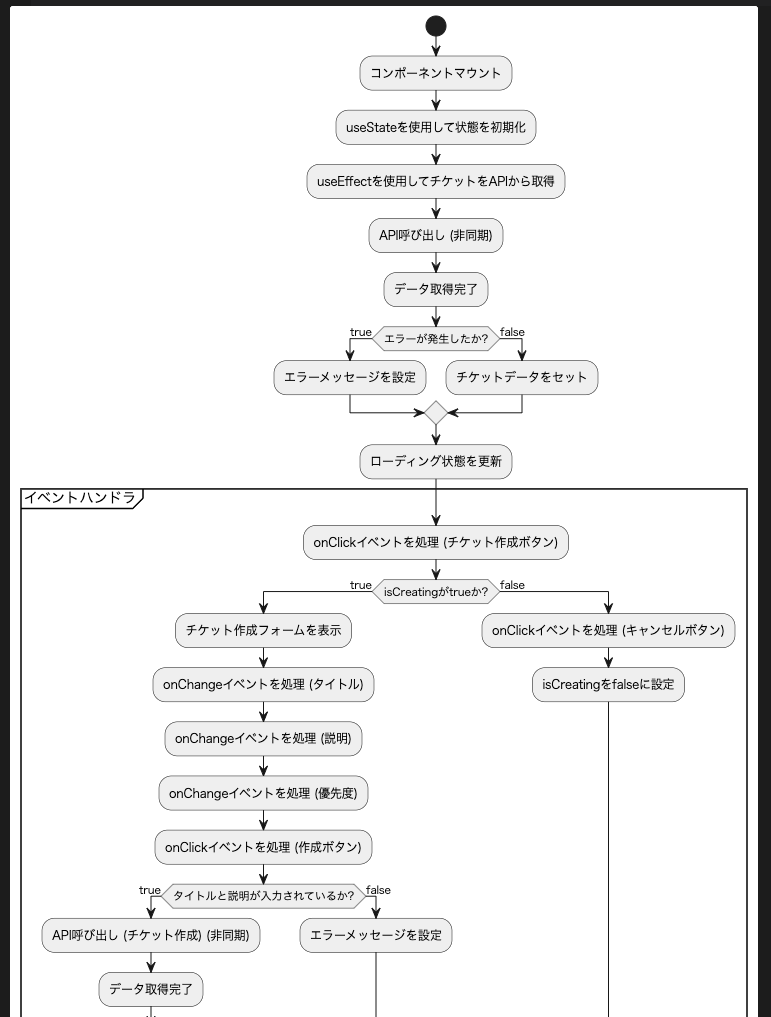 コンポーネントマウント
useStateを使用して状態を初期化
useEffectを使用してチケットをAPIから取得
API呼び出し (非同期)
データ取得完了
true
エラーが発生したか?
false
エラーメッセージを設定
チケットデータをセット
ローディング状態を更新
イベントハンドラ
onClickイベントを処理 (チケット作成ボタン)
true
isCreatingがtrueか?
false
チケット作成フォームを表示
onClickイベントを処理 (キャンセルボタン)
onChangeイベントを処理 (タイトル)
isCreatingをfalseに設定
onChangeイベントを処理 (説明)
onChangeイベントを処理 (優先度)
onClickイベントを処理 (作成ボタン)
true
タイトルと説明が入力されているか?
false
API呼び出し (チケット作成) (非同期)
エラーメッセージを設定
データ取得完了